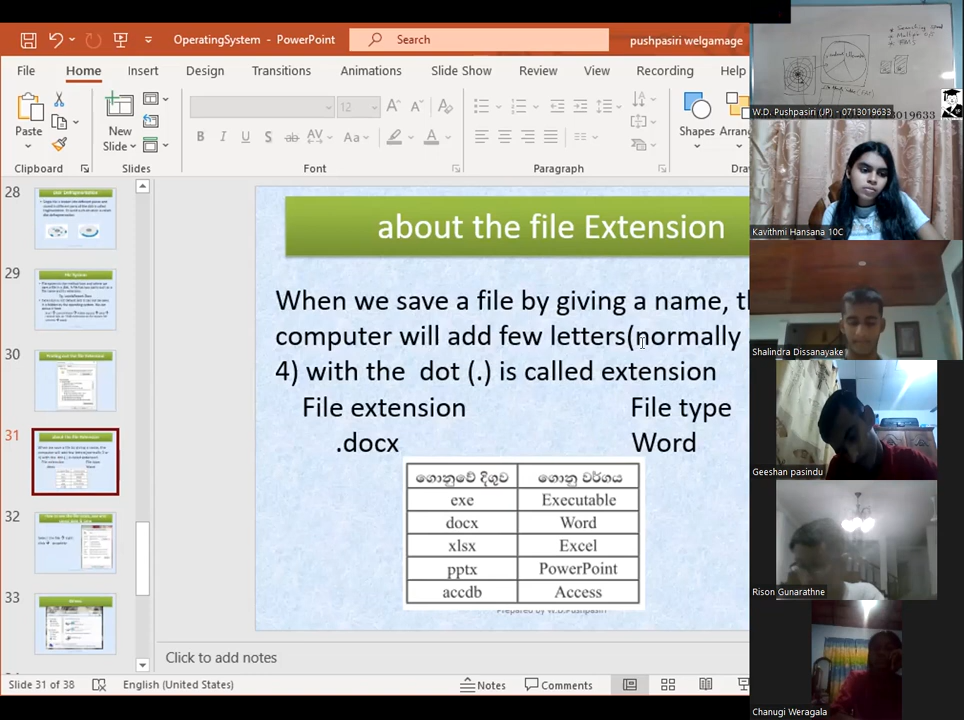 OperatingSystem - PowerPoint
Search
pushpasiri welgamage
File Home Insert Design Transitions Animations Slide Show Review View Recording Help
12
Paste
New
Slide
Shapes
Arran
Clipboard
Slides
Font
Paragraph
28
29
30
31
32
33
about the file Extension
When we save a file by giving a name,
computer will add few letters(normally
4) with the dot (.) is called extension
File extension File type
.docx Word
ගොනුවේ දිගුව ගොනු වර්ගය
exe Executable
docx Word
xlsx Excel
pptx PowerPoint
accdb Access
Prepared by W.D.Pushpasiri
Click to add notes
Slide 31 of 38 English (United States) Notes Comments
W.D. Pushpasiri (JP) - 0713019633
Kavithmi Hansana 10C
Shalindra Dissanayake
Geeshan pasindu
Rison Gunarathne
Chanugi Weragala